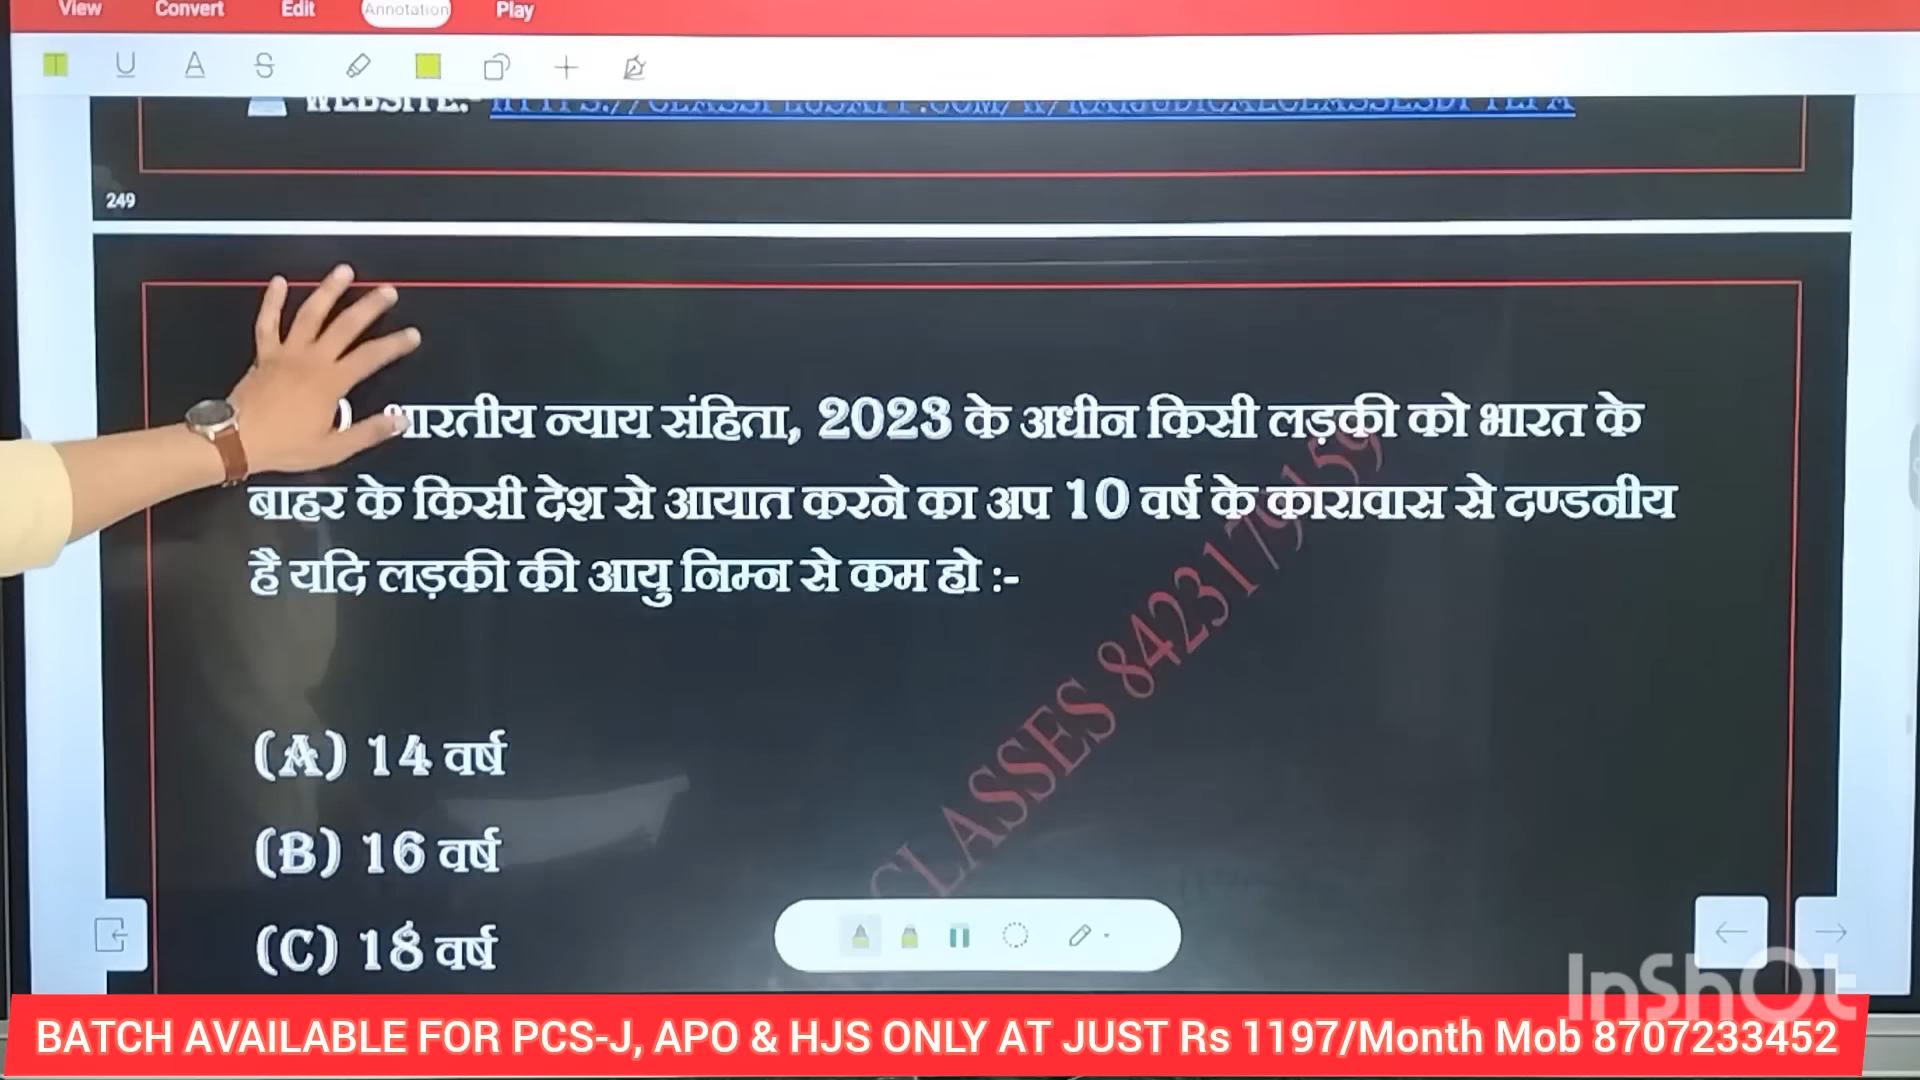 View Convert Edit Annotation Play
T U A S
WEBSITE:-
249
भारतीय न्याय संहिता, 2023 के अधीन किसी लड़की को भारत के
बाहर के किसी देश से आयात करने का अप 10 वर्ष के कारावास से दण्डनीय
है यदि लड़की की आयु निम्न से कम हो :-
(A) 14 वर्ष
(B) 16 वर्ष
(C) 18 वर्ष
CLASSES 8423179159
InShOt
BATCH AVAILABLE FOR PCS-J, APO & HJS ONLY AT JUST Rs 1197/Month Mob 8707233452